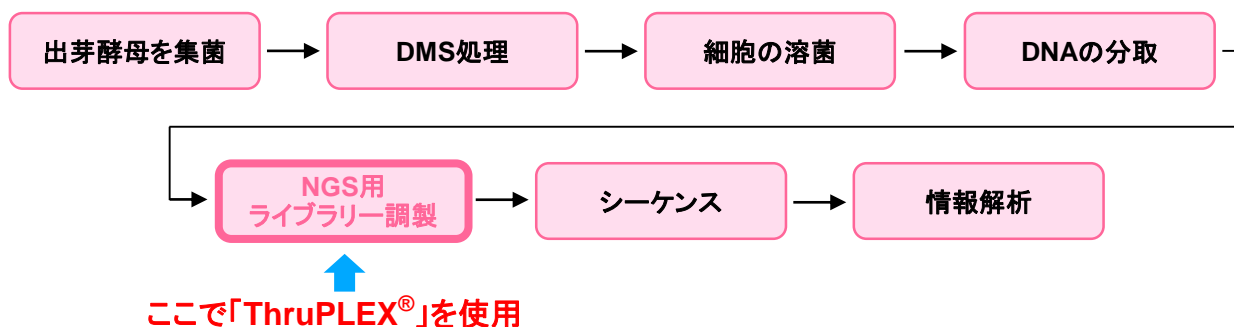 出芽酵母を集菌
DMS処理
細胞の溶菌
DNAの分取
NGS用
ライブラリー調製
シーケンス
情報解析
ここで「ThruPLEX®」を使用